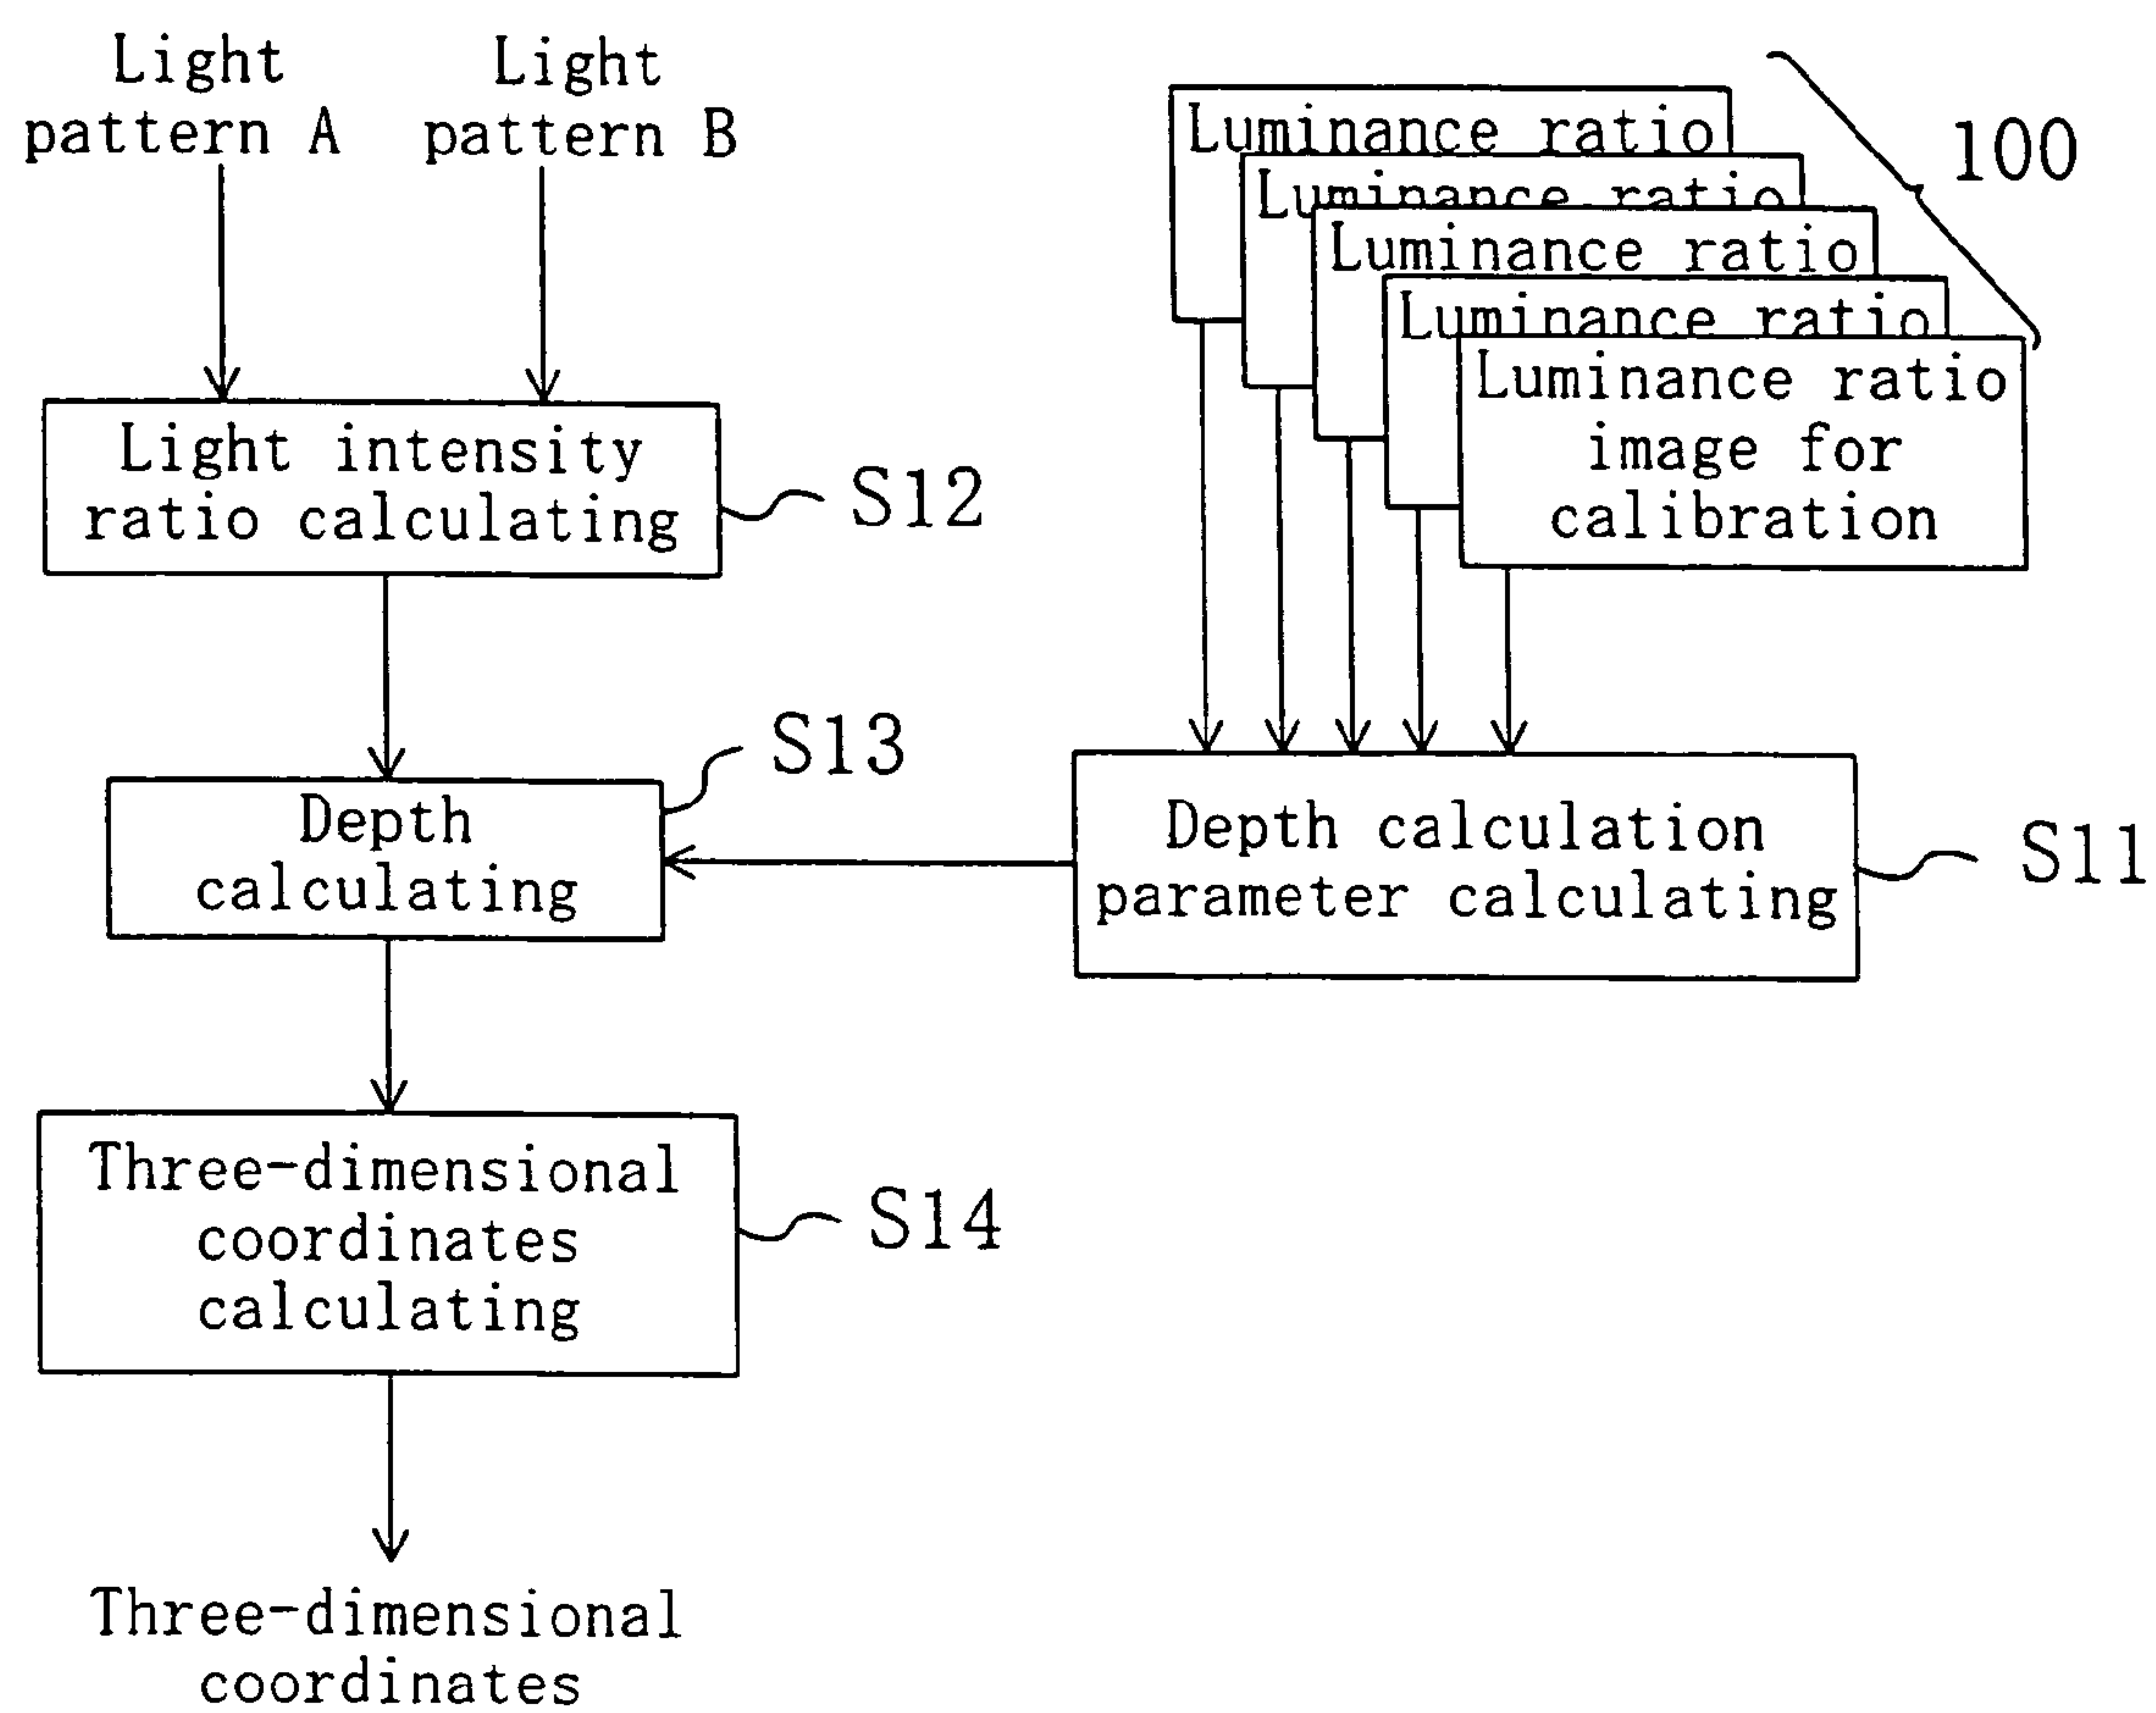 Light
pattern A
Light
pattern B
Light intensity
ratio calculating
S12
Depth
calculating
S13
Three-dimensional
coordinates
calculating
S14
Three-dimensional
coordinates
Luminance ratio
Luminance ratio
Luminance ratio
Luminance ratio
Luminance ratio
image for
calibration
100
Depth calculation
parameter calculating
S11